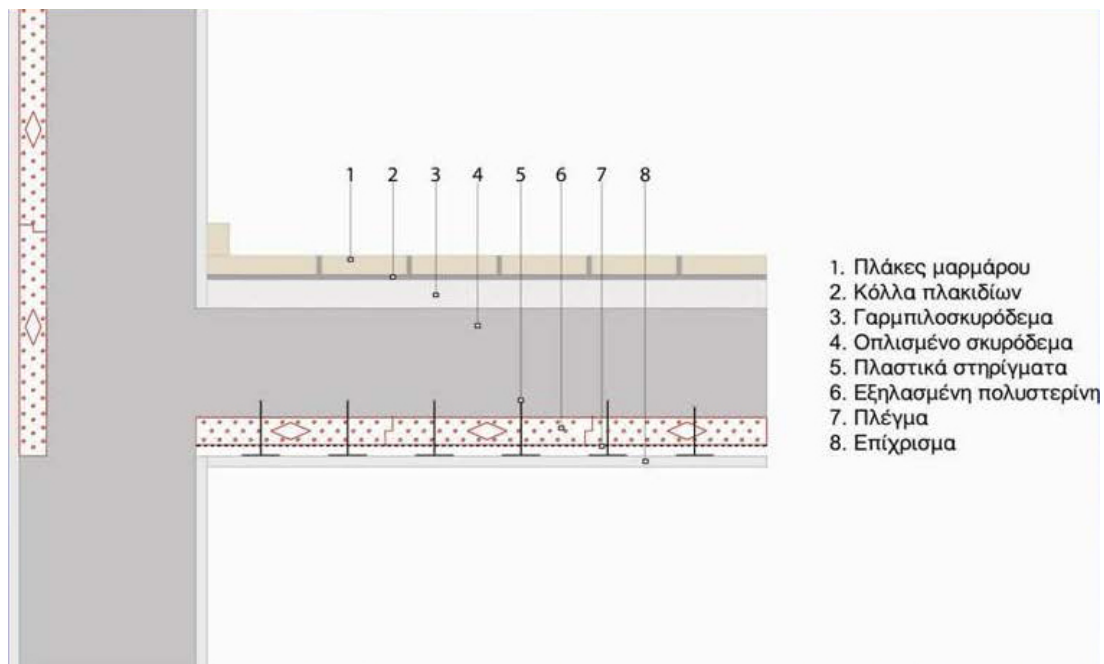 1 2 3 4 5 6 7 8
1. Πλάκες μαρμάρου
2. Κόλλα πλακιδίων
3. Γαρμπιλοσκυρόδεμα
4. Οπλισμένο σκυρόδεμα
5. Πλαστικά στηρίγματα
6. Εξηλασμένη πολυστερίνη
7. Πλέγμα
8. Επίχρισμα